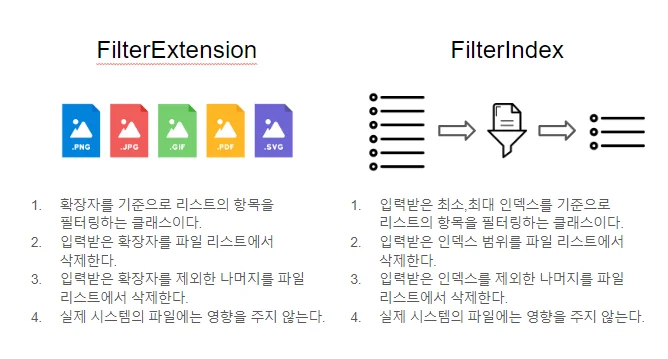 FilterExtension
.PNG
.JPG
.GIF
.PDF
.SVG
1. 확장자를 기준으로 리스트의 항목을
필터링하는 클래스이다.
2. 입력받은 확장자를 파일 리스트에서
삭제한다.
3. 입력받은 확장자를 제외한 나머지를 파일
리스트에서 삭제한다.
4. 실제 시스템의 파일에는 영향을 주지 않는다.
FilterIndex
1. 입력받은 최소,최대 인덱스를 기준으로
리스트의 항목을 필터링하는 클래스이다.
2. 입력받은 인덱스 범위를 파일 리스트에서
삭제한다.
3. 입력받은 인덱스를 제외한 나머지를 파일
리스트에서 삭제한다.
4. 실제 시스템의 파일에는 영향을 주지 않는다.